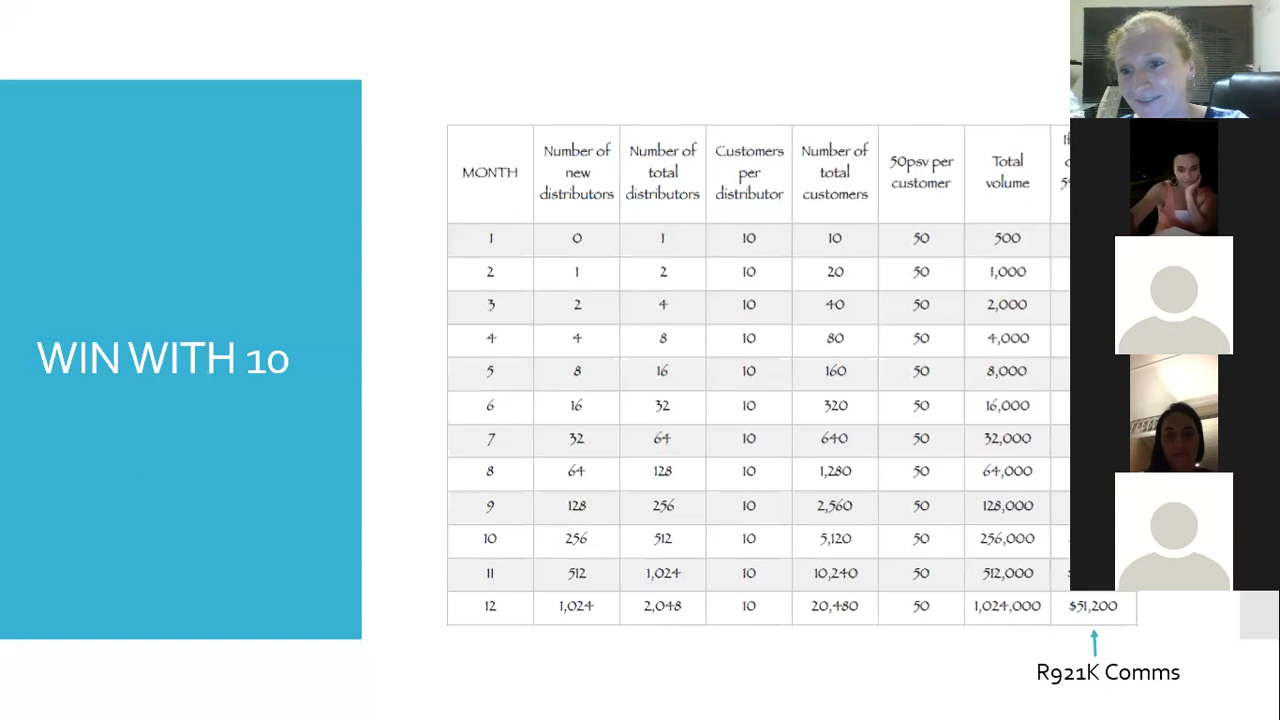 WIN WITH 10
MONTH Number of new distributors Number of total distributors Customers per distributor Number of total customers 50psv per customer Total volume
1 0 1 10 10 50 500
2 1 2 10 20 50 1,000
3 2 4 10 40 50 2,000
4 4 8 10 80 50 4,000
5 8 16 10 160 50 8,000
6 16 32 10 320 50 16,000
7 32 64 10 640 50 32,000
8 64 128 10 1,280 50 64,000
9 128 256 10 2,560 50 128,000
10 256 512 10 5,120 50 256,000
11 512 1,024 10 10,240 50 512,000
12 1,024 2,048 10 20,480 50 1,024,000 $51,200
R921K Comms